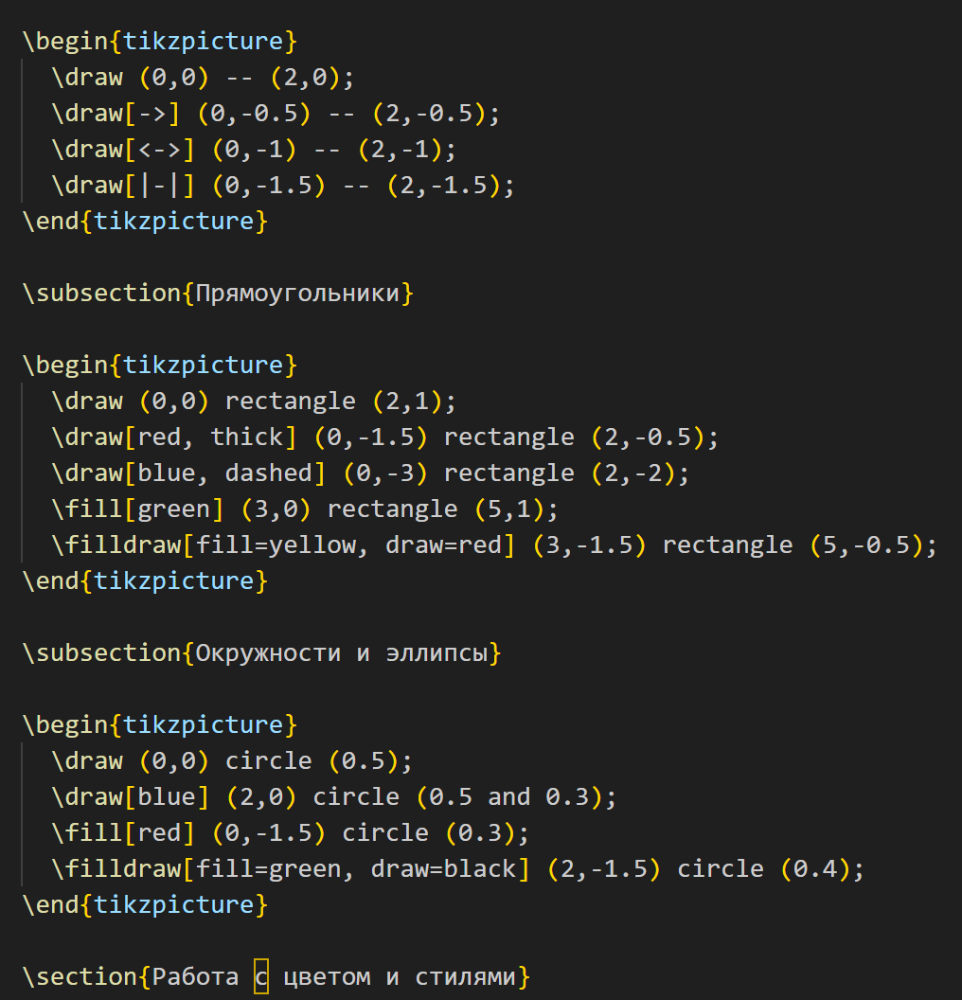 \begin{tikzpicture}
  \draw (0,0) -- (2,0);
  \draw[->] (0,-0.5) -- (2,-0.5);
  \draw[<->] (0,-1) -- (2,-1);
  \draw[|-|] (0,-1.5) -- (2,-1.5);
\end{tikzpicture}

\subsection{Прямоугольники}

\begin{tikzpicture}
  \draw (0,0) rectangle (2,1);
  \draw[red, thick] (0,-1.5) rectangle (2,-0.5);
  \draw[blue, dashed] (0,-3) rectangle (2,-2);
  \fill[green] (3,0) rectangle (5,1);
  \filldraw[fill=yellow, draw=red] (3,-1.5) rectangle (5,-0.5);
\end{tikzpicture}

\subsection{Окружности и эллипсы}

\begin{tikzpicture}
  \draw (0,0) circle (0.5);
  \draw[blue] (2,0) circle (0.5 and 0.3);
  \fill[red] (0,-1.5) circle (0.3);
  \filldraw[fill=green, draw=black] (2,-1.5) circle (0.4);
\end{tikzpicture}

\section{Работа с цветом и стилями}